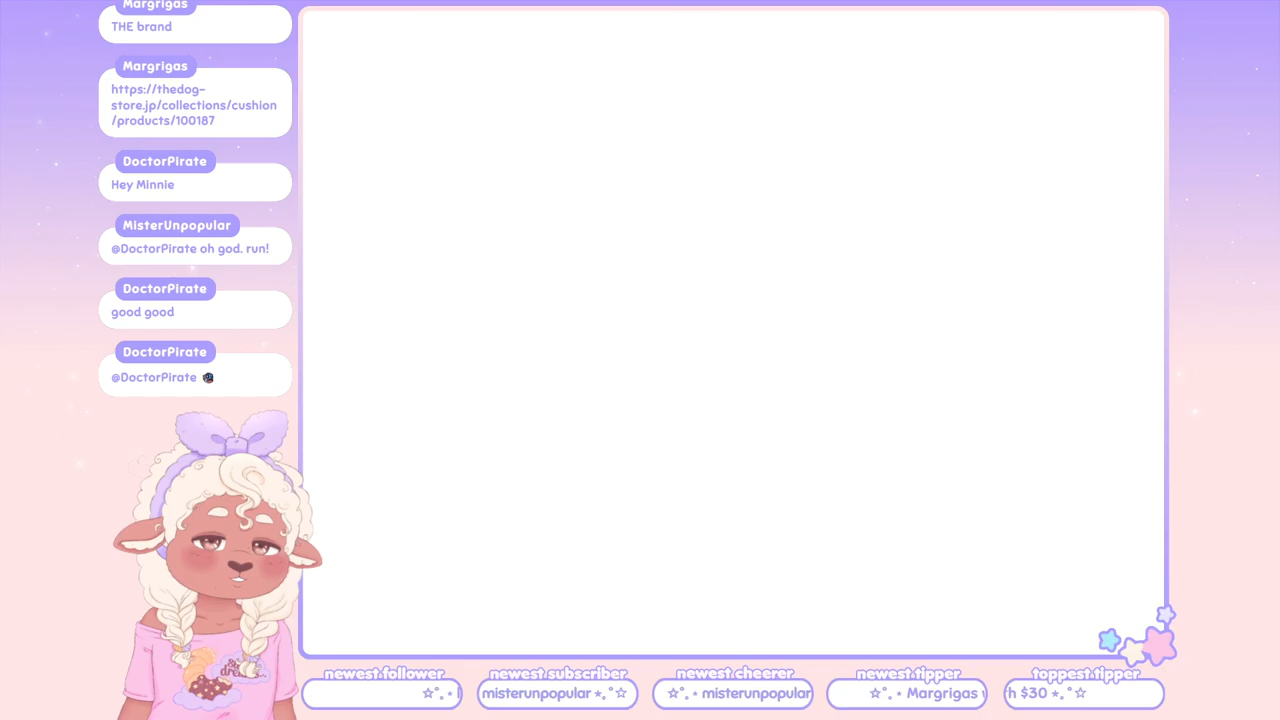 Margrigas
THE brand
Margrigas
https://thedog-
store.jp/collections/cushion
/products/100187
DoctorPirate
Hey Minnie
MisterUnpopular
@DoctorPirate oh god. run!
DoctorPirate
good good
DoctorPirate
@DoctorPirate
newest follower
newest subscriber
misterunpopular ⋆.˚☆
newest cheerer
☆˚.⋆ misterunpopular
newest tipper
☆˚.⋆ Margrigas
toppest tipper
h $30 ⋆.˚☆